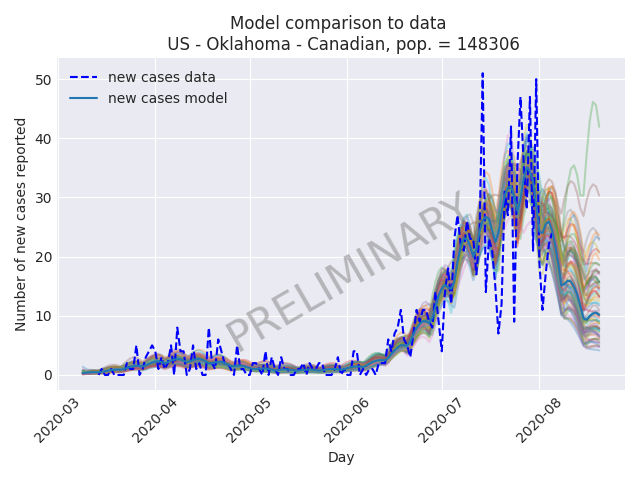 Model comparison to data
US - Oklahoma - Canadian, pop. = 148306
new cases data
new cases model
PRELIMINARY
Number of new cases reported
50
40
30
20
10
0
2020-03
2020-04
2020-05
2020-06
2020-07
2020-08
Day